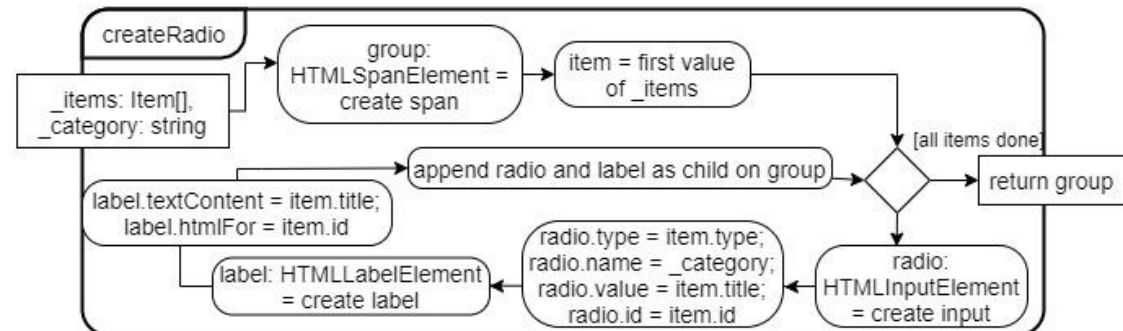 createRadio
_items: Item[],
_category: string
group:
HTMLSpanElement =
create span
item = first value
of _items
[all items done]
return group
radio:
HTMLInputElement
= create input
radio.type = item.type;
radio.name = _category;
radio.value = item.title;
radio.id = item.id
label: HTMLLabelElement
= create label
label.textContent = item.title;
label.htmlFor = item.id
append radio and label as child on group